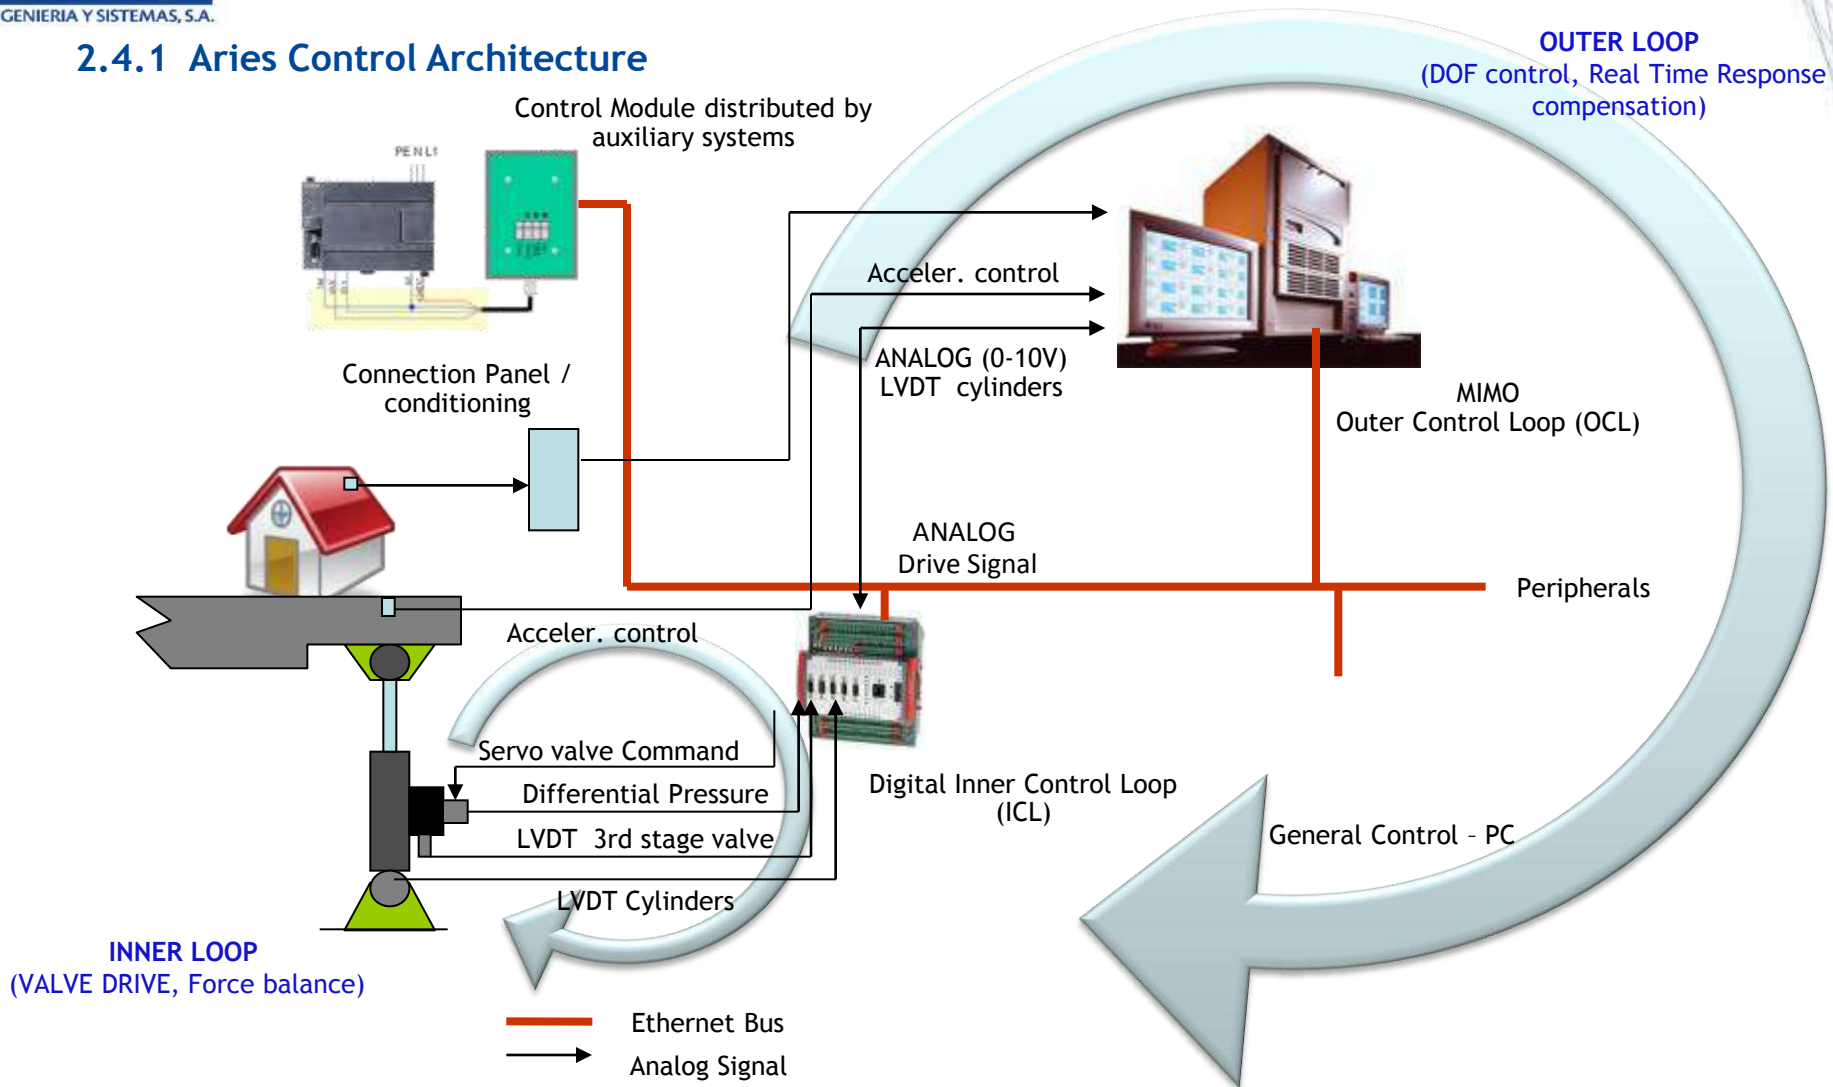 GENIERIA Y SISTEMAS, S.A.
2.4.1 Aries Control Architecture
OUTER LOOP
(DOF control, Real Time Response
compensation)
Control Module distributed by
auxiliary systems
PE N L1
Acceler. control
ANALOG (0-10V)
LVDT cylinders
Connection Panel /
conditioning
MIMO
Outer Control Loop (OCL)
ANALOG
Drive Signal
Peripherals
Acceler. control
Servo valve Command
Differential Pressure
LVDT 3rd stage valve
LVDT Cylinders
Digital Inner Control Loop
(ICL)
General Control – PC
INNER LOOP
(VALVE DRIVE, Force balance)
Ethernet Bus
Analog Signal